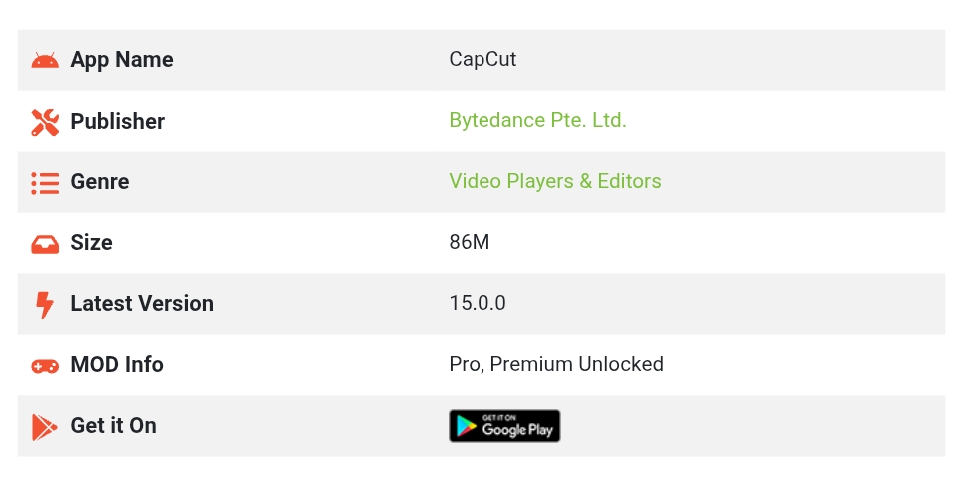 App Name CapCut
Publisher Bytedance Pte. Ltd.
Genre Video Players & Editors
Size 86M
Latest Version 15.0.0
MOD Info Pro, Premium Unlocked
Get it On GET IT ON Google Play